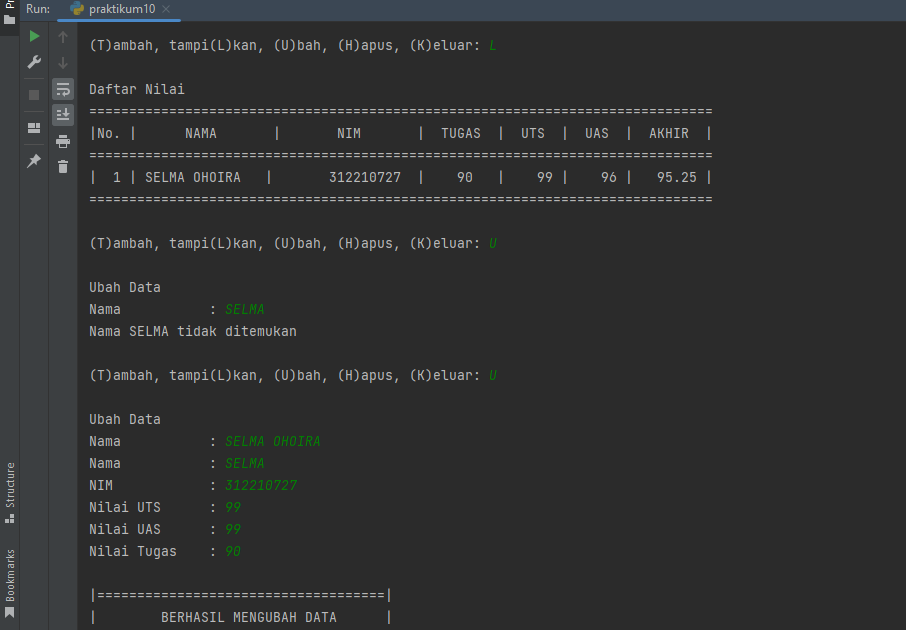 Run: praktikum10
(T)ambah, tampi(L)kan, (U)bah, (H)apus, (K)eluar: L
Daftar Nilai
==============================================================================
|No. |      NAMA       |       NIM       |  TUGAS  |  UTS  |  UAS  |  AKHIR  |
==============================================================================
|  1 | SELMA OHOIRA   |       312210727  |    90   |    99 |    96 |   95.25 |
==============================================================================
(T)ambah, tampi(L)kan, (U)bah, (H)apus, (K)eluar: U
Ubah Data
Nama           : SELMA
Nama SELMA tidak ditemukan
(T)ambah, tampi(L)kan, (U)bah, (H)apus, (K)eluar: U
Ubah Data
Nama           : SELMA OHOIRA
Nama           : SELMA
NIM            : 312210727
Nilai UTS      : 99
Nilai UAS      : 99
Nilai Tugas    : 90
|====================================|
|        BERHASIL MENGUBAH DATA      |
Structure
Bookmarks